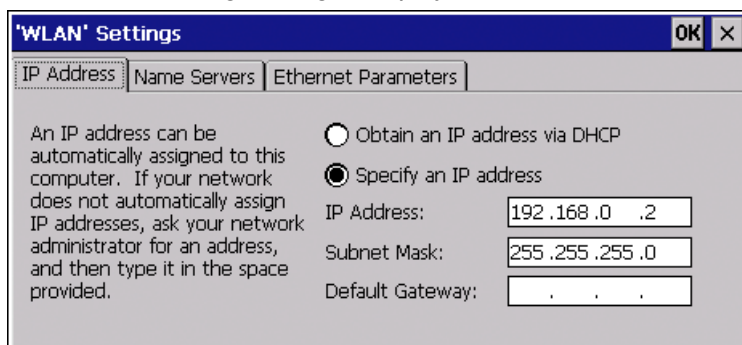 'WLAN' Settings OK ×
IP Address Name Servers Ethernet Parameters
An IP address can be
automatically assigned to this
computer. If your network
does not automatically assign
IP addresses, ask your network
administrator for an address,
and then type it in the space
provided.
Obtain an IP address via DHCP
Specify an IP address
IP Address: 192 .168 .0 .2
Subnet Mask: 255 .255 .255 .0
Default Gateway: . . .